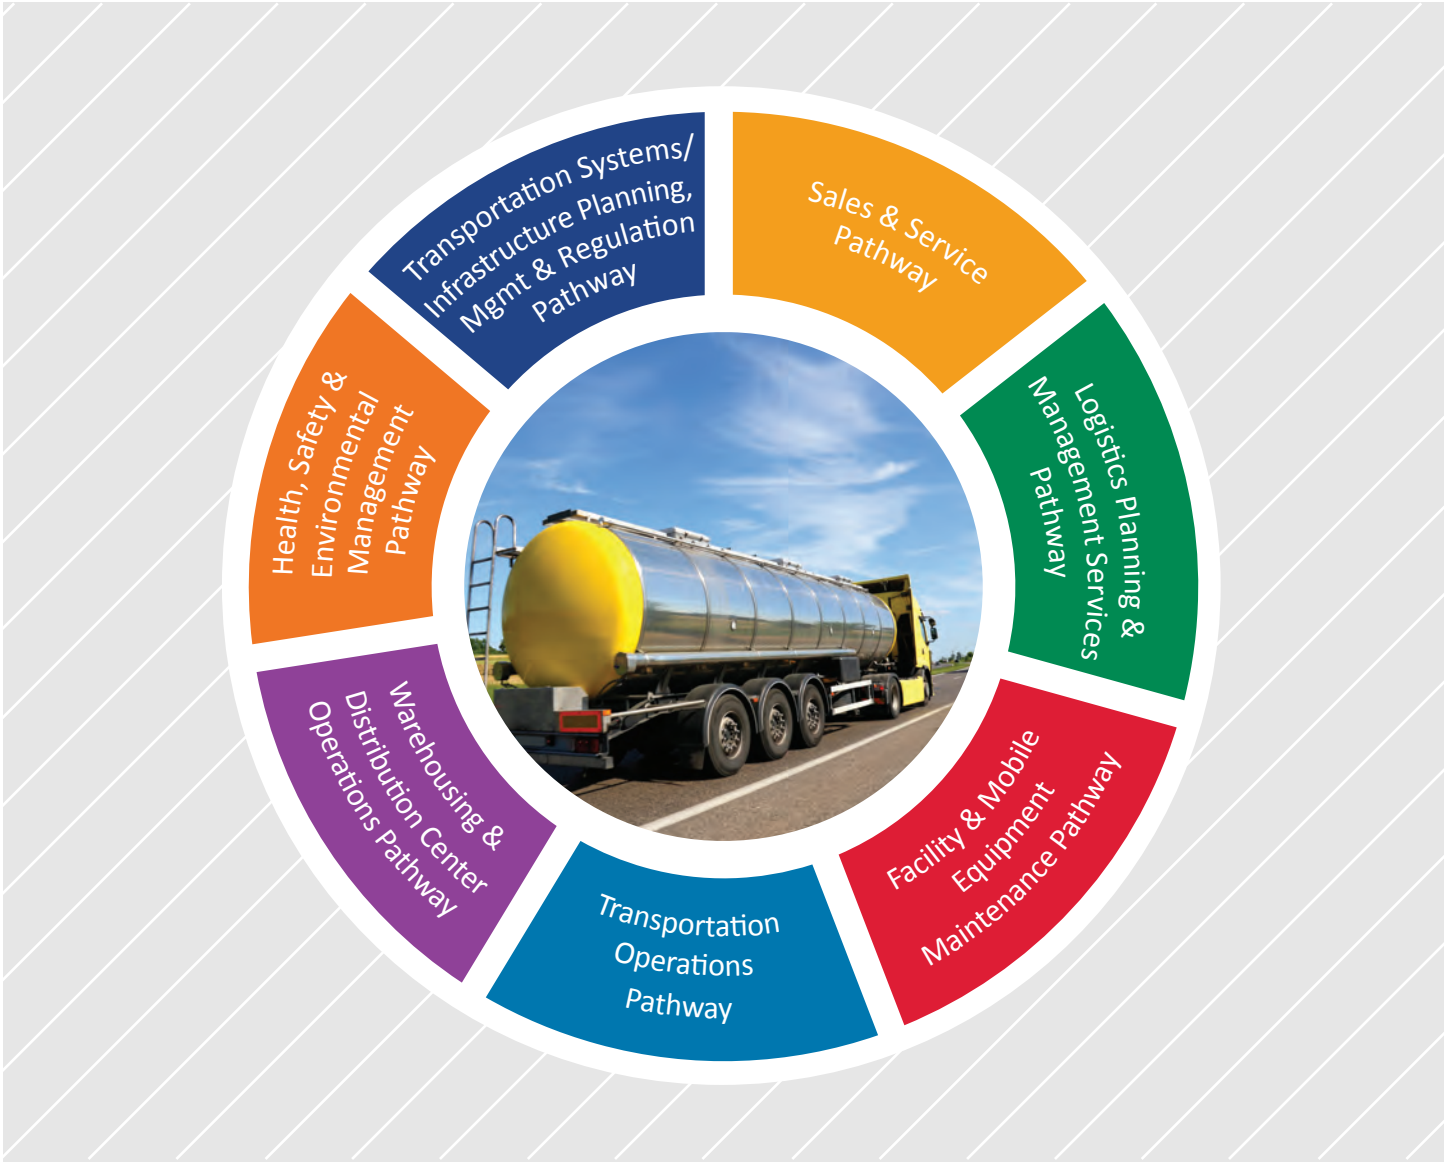 Transportation Systems/
Infrastructure Planning,
Mgmt & Regulation
Pathway
Sales & Service
Pathway
Logistics Planning &
Management Services
Pathway
Facility & Mobile
Equipment
Maintenance Pathway
Transportation
Operations
Pathway
Warehousing &
Distribution Center
Operations Pathway
Health, Safety &
Environmental
Management
Pathway